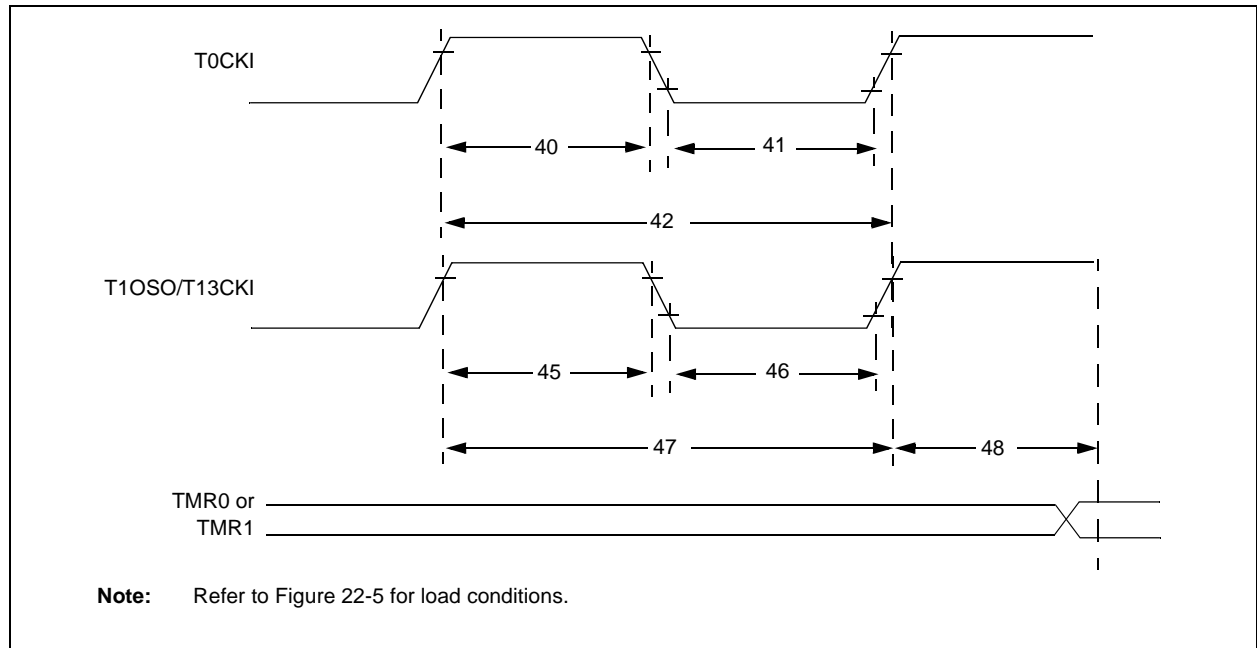 T0CKI
40
41
42
T1OSO/T13CKI
45
46
47
48
TMR0 or
TMR1
Note: Refer to Figure 22-5 for load conditions.